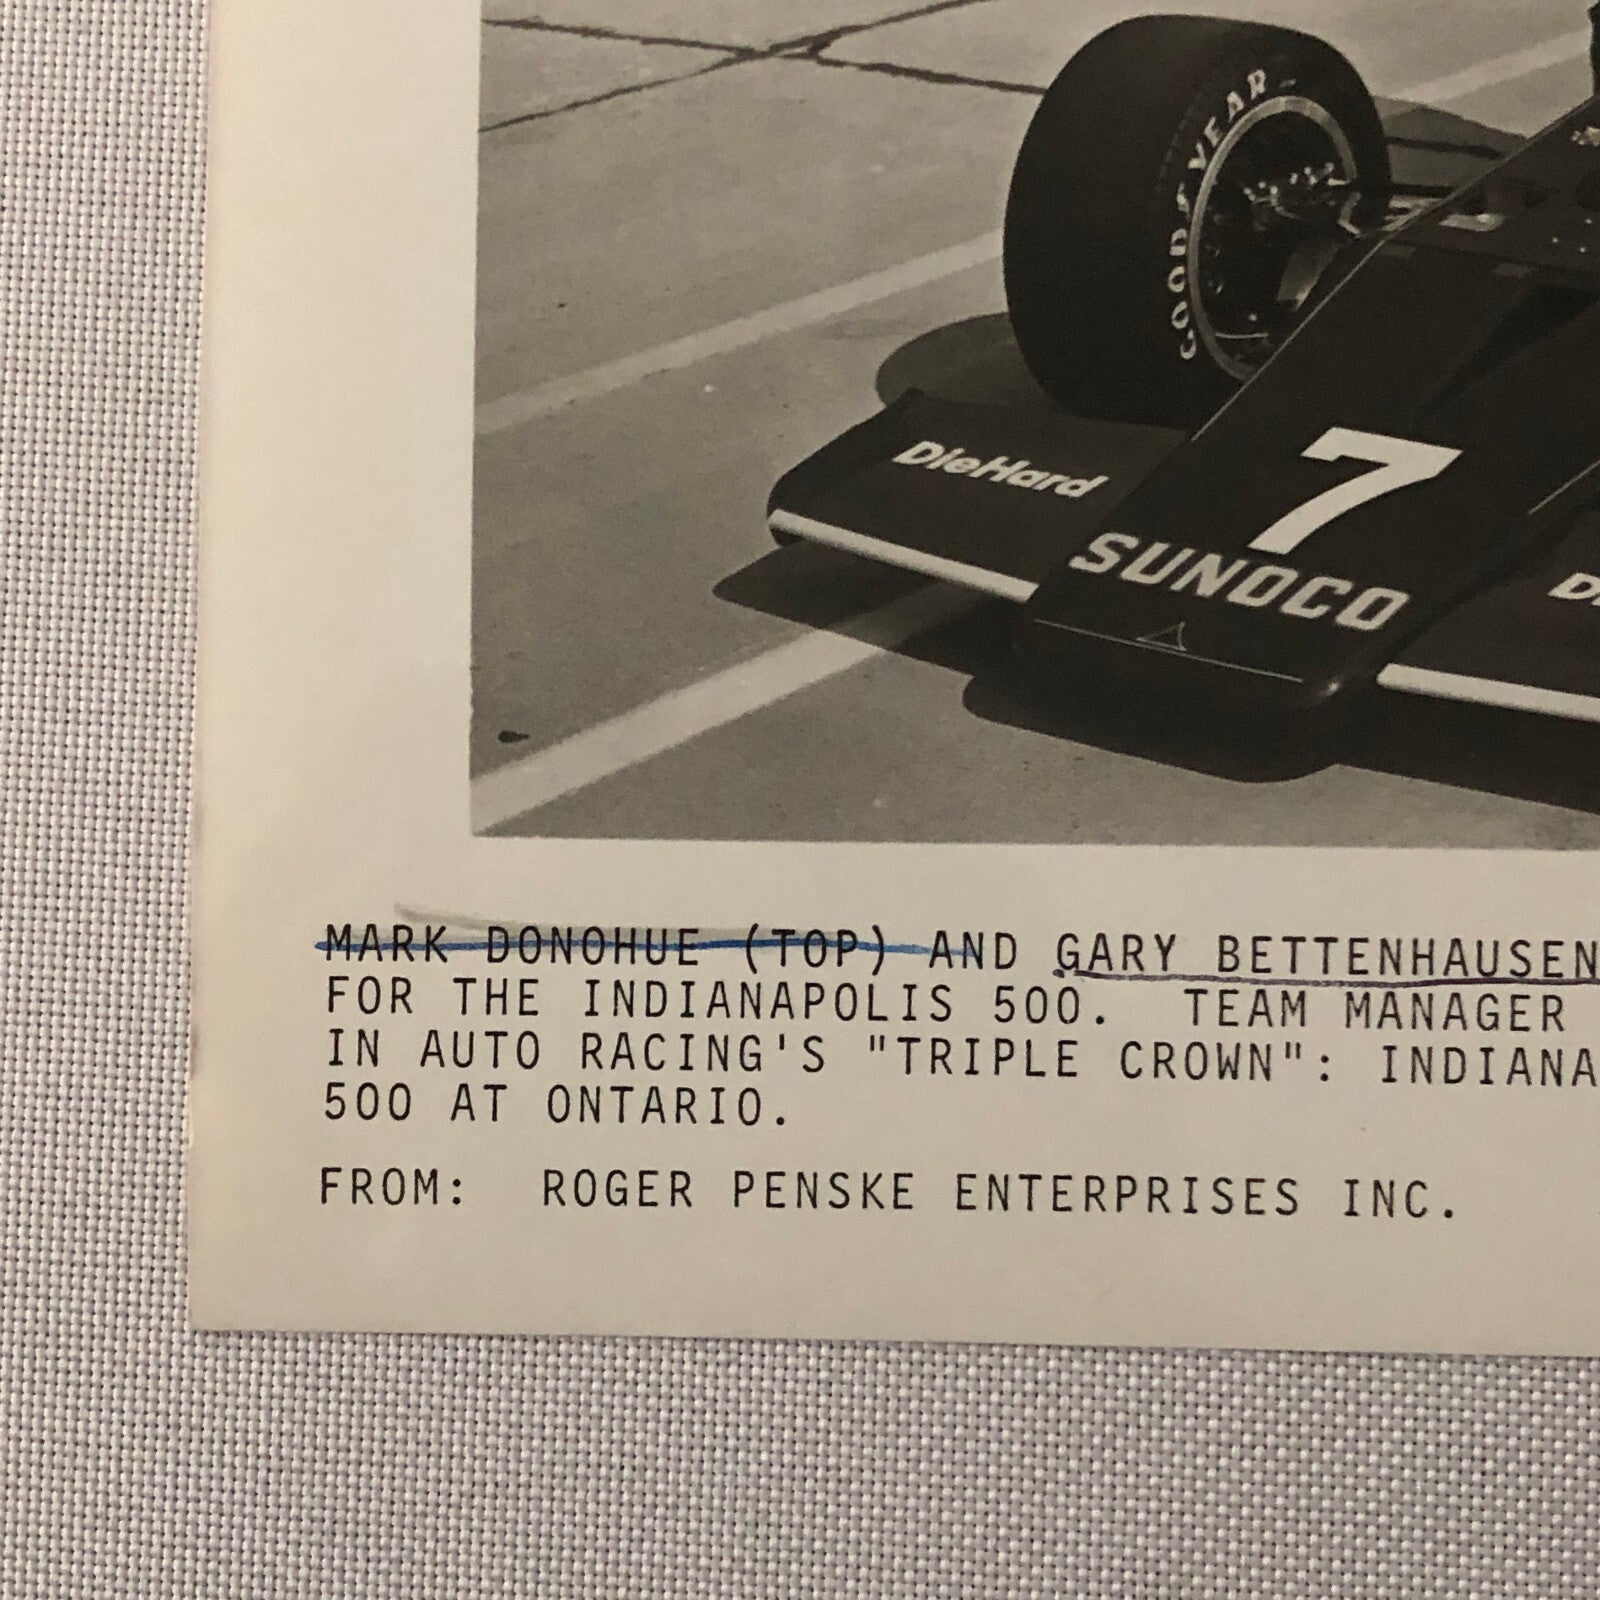 GOODYEAR
DieHard
7
SUNOCO
MARK DONOHUE (TOP) AND GARY BETTENHAUSEN
FOR THE INDIANAPOLIS 500.  TEAM MANAGER
IN AUTO RACING'S "TRIPLE CROWN": INDIANA
500 AT ONTARIO.
FROM:  ROGER PENSKE ENTERPRISES INC.